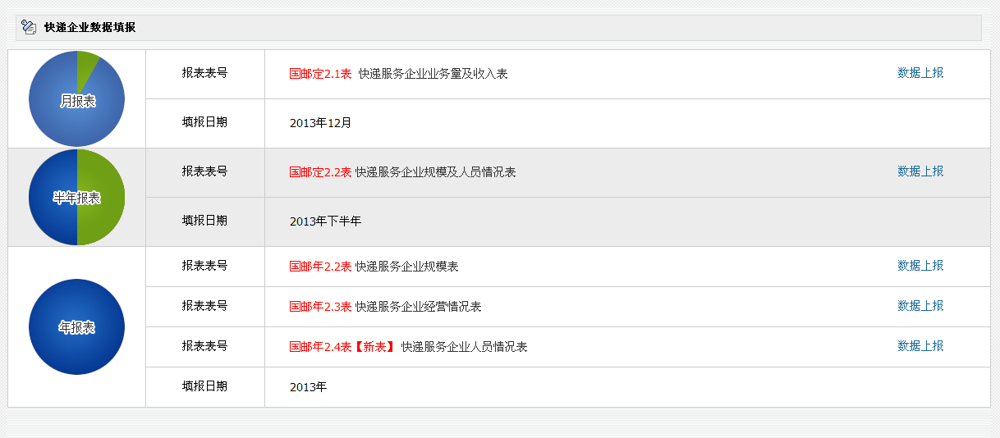 快递企业数据填报
月报表
报表表号 国邮定2.1表 快递服务企业业务量及收入表 数据上报
填报日期 2013年12月
半年报表
报表表号 国邮定2.2表 快递服务企业规模及人员情况表 数据上报
填报日期 2013年下半年
年报表
报表表号 国邮年2.2表 快递服务企业规模表 数据上报
报表表号 国邮年2.3表 快递服务企业经营情况表 数据上报
报表表号 国邮年2.4表【新表】 快递服务企业人员情况表 数据上报
填报日期 2013年